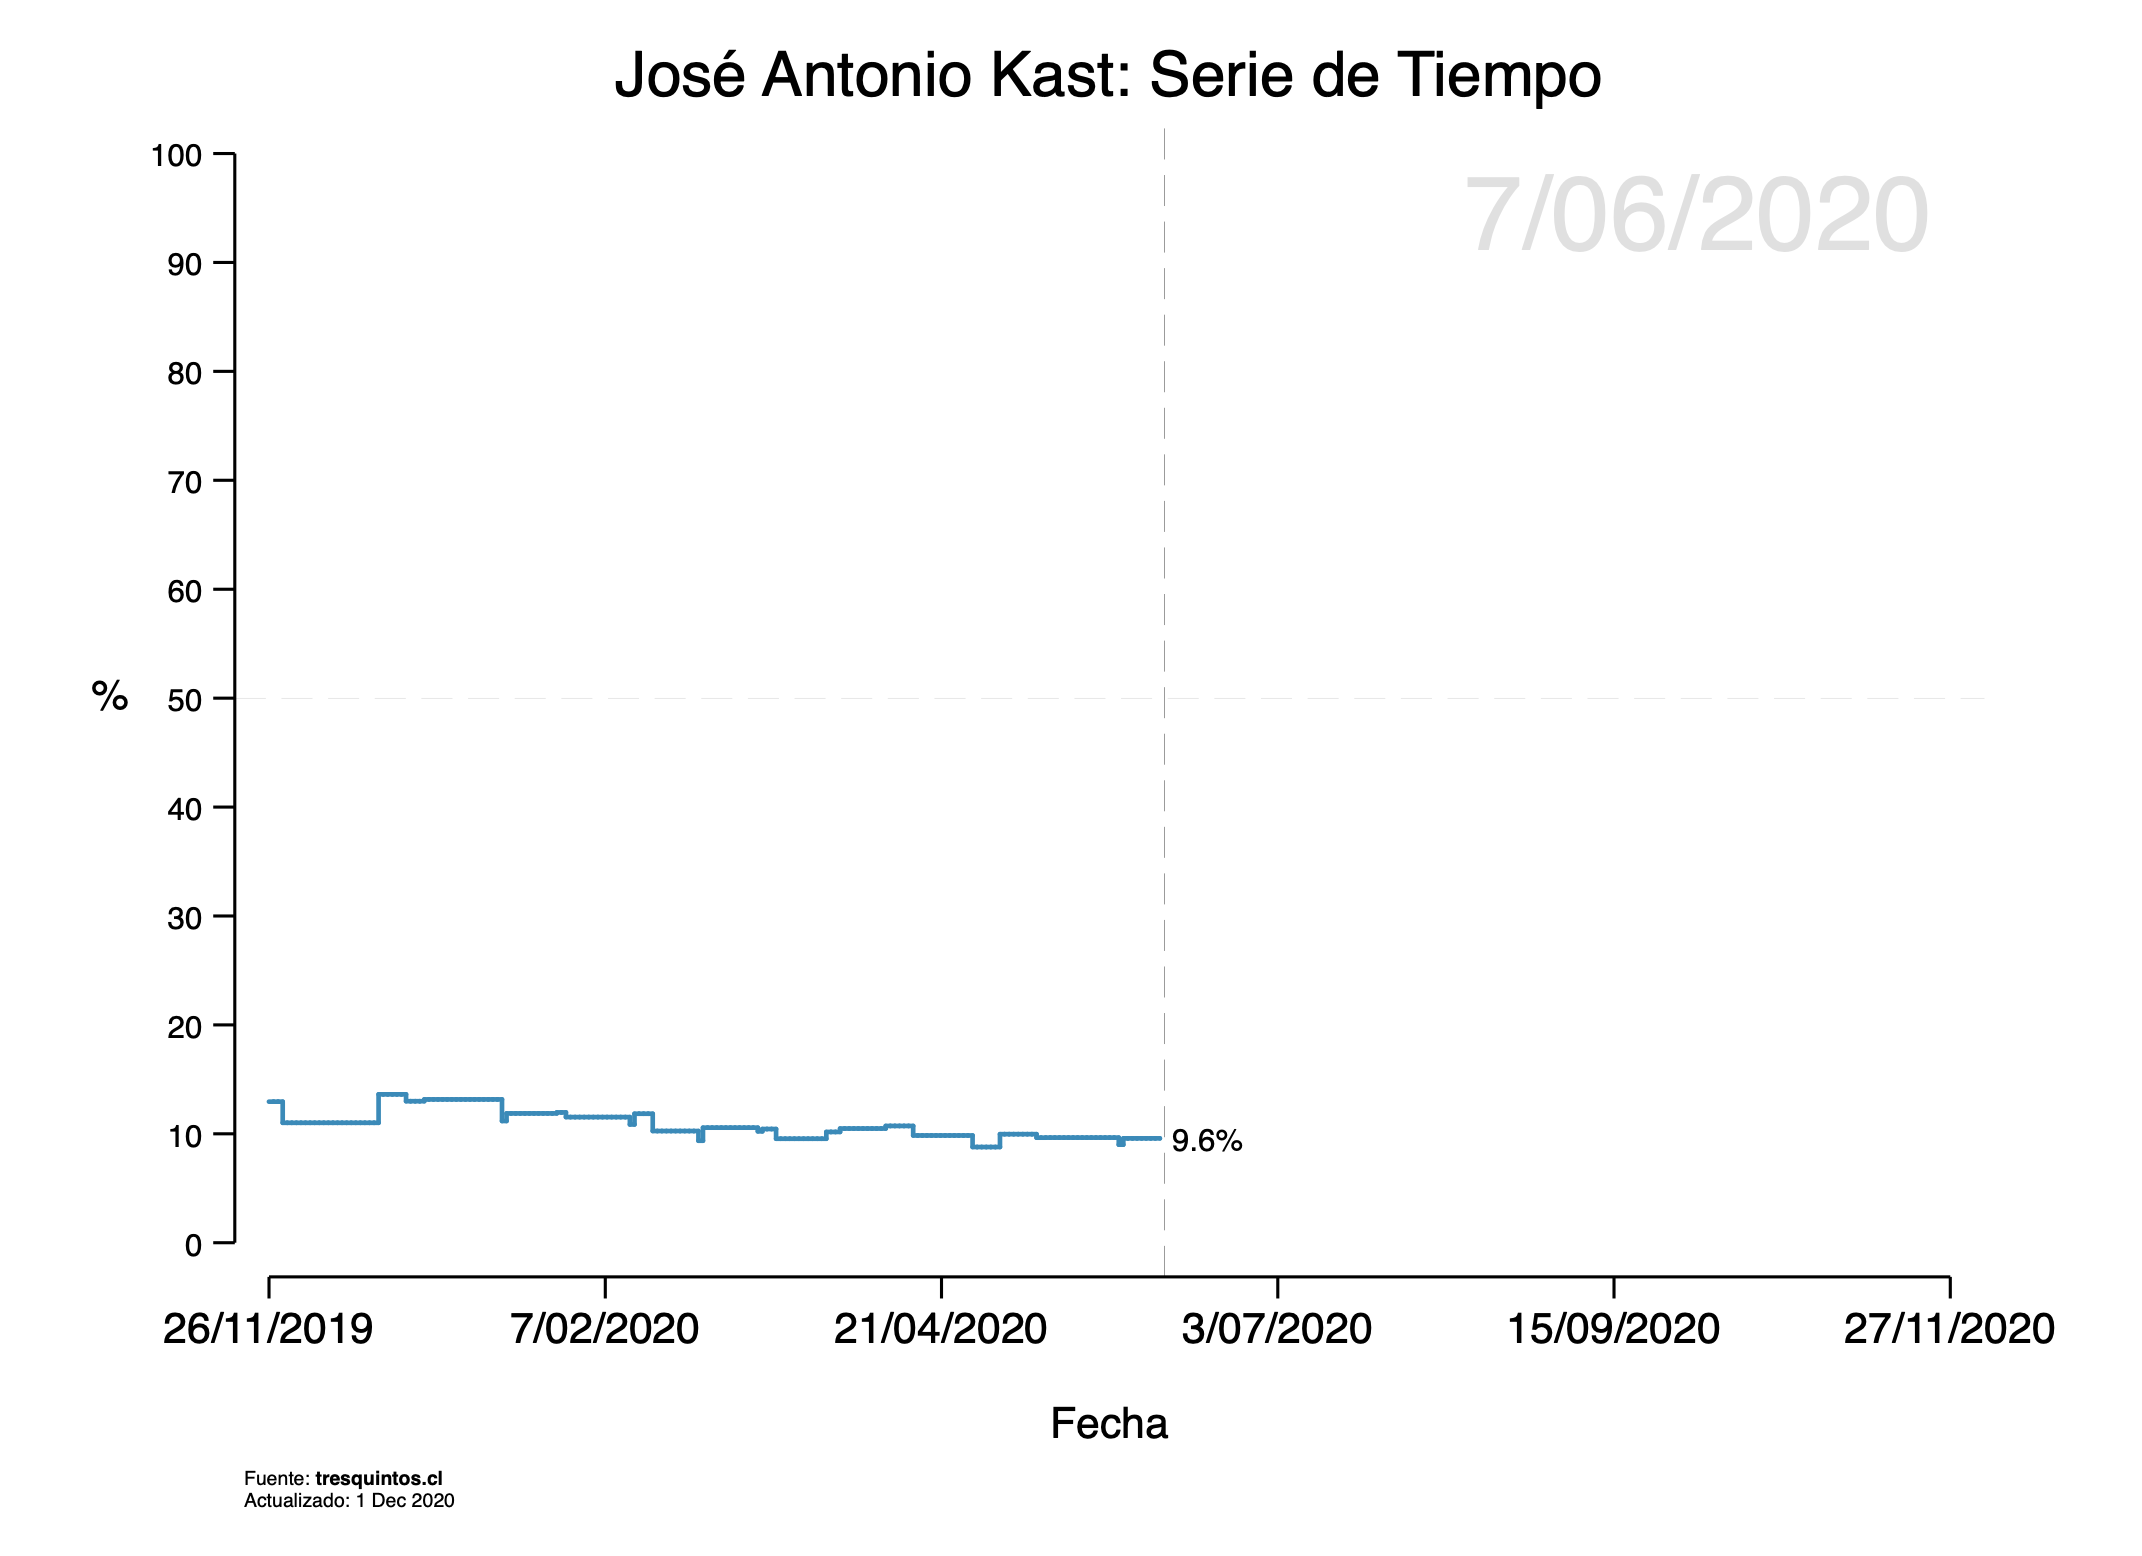 José Antonio Kast: Serie de Tiempo
7/06/2020
100
90
80
70
60
50
40
30
20
10
0
%
9.6%
26/11/2019 7/02/2020 21/04/2020 3/07/2020 15/09/2020 27/11/2020
Fecha
Fuente: tresquintos.cl
Actualizado: 1 Dec 2020